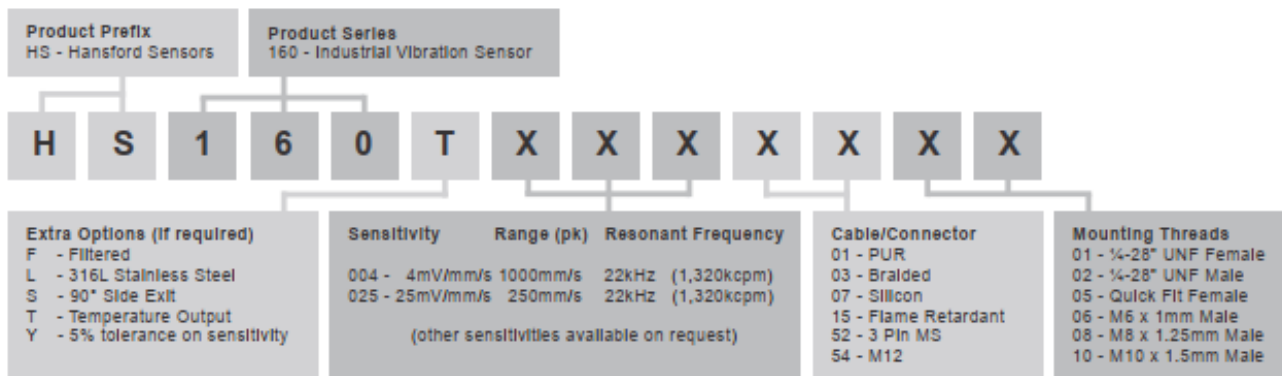 Product Prefix
HS - Hansford Sensors
Product Series
160 - Industrial Vibration Sensor
H S 1 6 0 T X X X X X X X
Extra Options (if required)
F - Filtered
L - 316L Stainless Steel
S - 90° Side Exit
T - Temperature Output
Y - 5% tolerance on sensitivity
Sensitivity Range (pk) Resonant Frequency
004 - 4mV/mm/s 1000mm/s 22kHz (1,320kcpm)
025 - 25mV/mm/s 250mm/s 22kHz (1,320kcpm)
(other sensitivities available on request)
Cable/Connector
01 - PUR
03 - Braided
07 - Silicon
15 - Flame Retardant
52 - 3 Pin MS
54 - M12
Mounting Threads
01 - ¼-28" UNF Female
02 - ¼-28" UNF Male
05 - Quick Fit Female
06 - M6 x 1mm Male
08 - M8 x 1.25mm Male
10 - M10 x 1.5mm Male